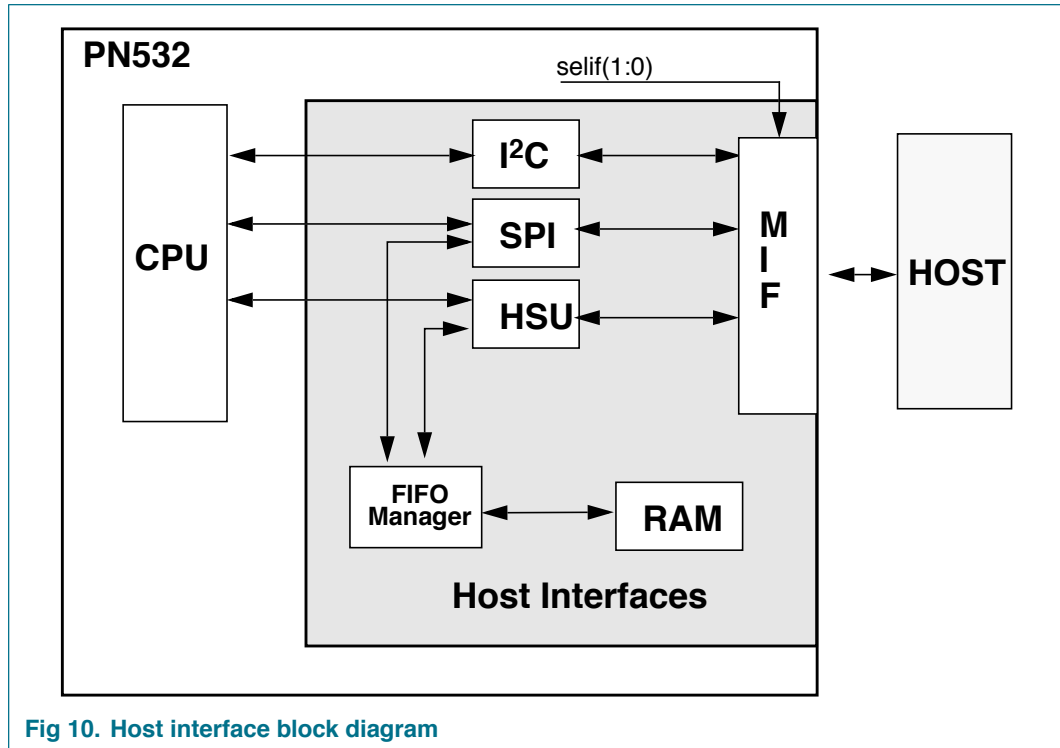 PN532
selif(1:0)
I²C
SPI
CPU
HSU
M
I
F
HOST
FIFO
Manager
RAM
Host Interfaces
Fig 10. Host interface block diagram